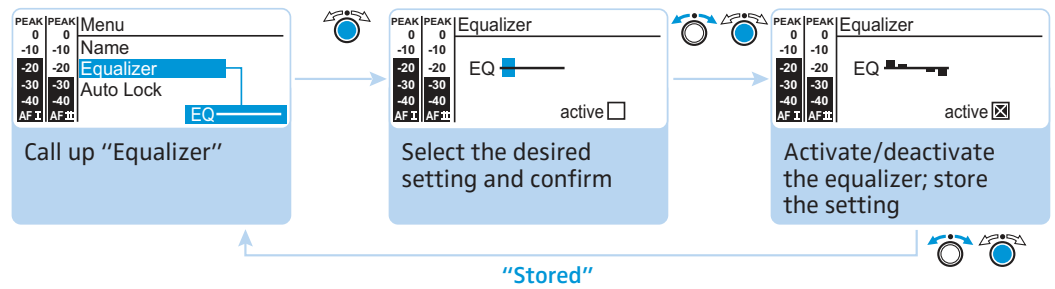 PEAK PEAK Menu
0 0
-10 -10 Name
-20 -20 Equalizer
-30 -30 Auto Lock
-40 -40
AF I AF II EQ
Call up "Equalizer"
PEAK PEAK Equalizer
0 0
-10 -10
-20 -20 EQ
-30 -30
-40 -40
AF I AF II active
Select the desired
setting and confirm
PEAK PEAK Equalizer
0 0
-10 -10
-20 -20 EQ
-30 -30
-40 -40
AF I AF II active
Activate/deactivate
the equalizer; store
the setting
"Stored"